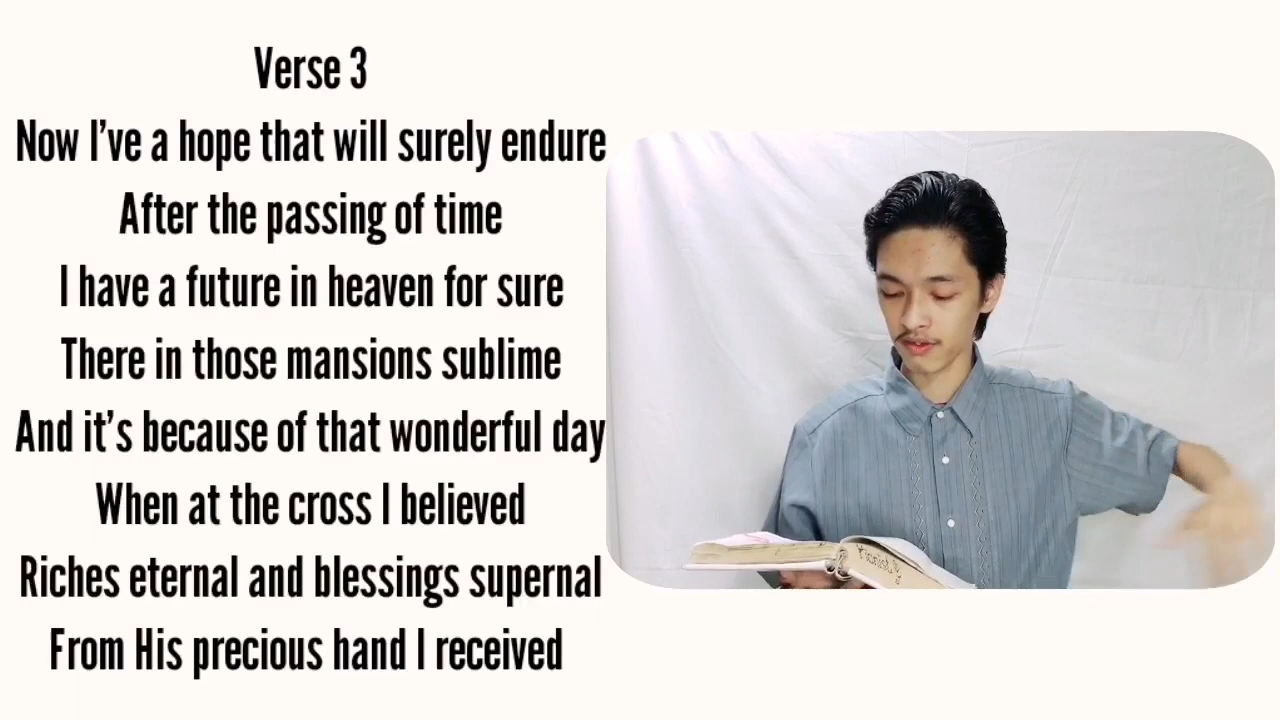 Verse 3
Now I've a hope that will surely endure
After the passing of time
I have a future in heaven for sure
There in those mansions sublime
And it's because of that wonderful day
When at the cross I believed
Riches eternal and blessings supernal
From His precious hand I received